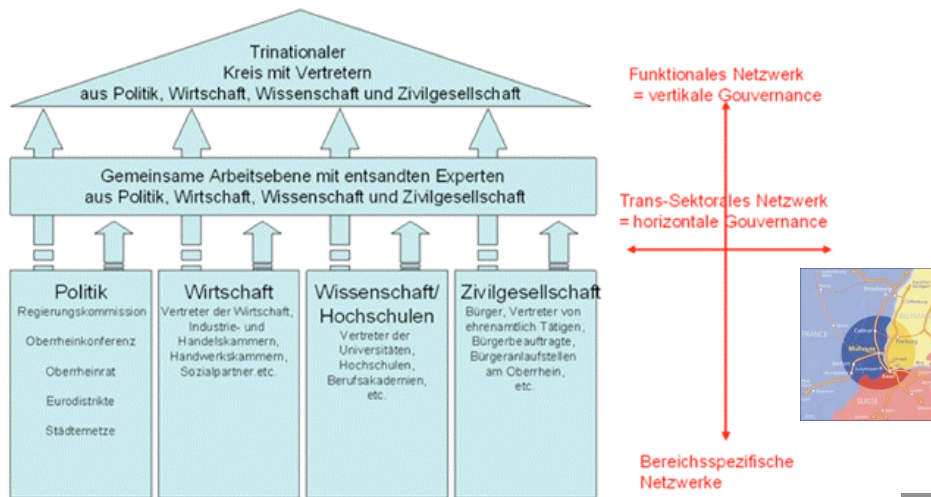 Trinationaler
Kreis mit Vertretern
aus Politik, Wirtschaft, Wissenschaft und Zivilgesellschaft
Gemeinsame Arbeitsebene mit entsandten Experten
aus Politik, Wirtschaft, Wissenschaft und Zivilgesellschaft
Politik
Regierungskommission
Oberrheinkonferenz
Oberrheinrat
Eurodistrikte
Städternetze
Wirtschaft
Vertreter der Wirtschaft,
Industrie- und
Handelskammern,
Handwerkskammern,
Sozialpartner.etc.
Wissenschaft/
Hochschulen
Vertreter der
Universitäten,
Hochschulen,
Berufsakademien,
etc.
Zivilgesellschaft
Bürger, Vertreter von
ehrenamtlich Tätigen,
Bürgerbeauftragte,
Bürgeranlaufstellen
am Oberrhein,
etc.
Funktionales Netzwerk
= vertikale Gouvernance
Trans-Sektorales Netzwerk
= horizontale Gouvernance
Bereichsspezifische
Netzwerke
FRANCE
Colmar
Freiburg
Mulhouse
Basel
SUISSE